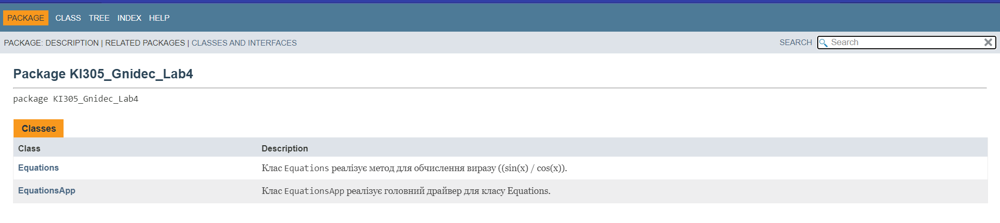 PACKAGE CLASS TREE INDEX HELP
PACKAGE: DESCRIPTION | RELATED PACKAGES | CLASSES AND INTERFACES SEARCH Search
Package KI305_Gnidec_Lab4
package KI305_Gnidec_Lab4
Classes
Class Description
Equations Клас Equations реалізує метод для обчислення виразу ((sin(x) / cos(x)).
EquationsApp Клас EquationsApp реалізує головний драйвер для класу Equations.